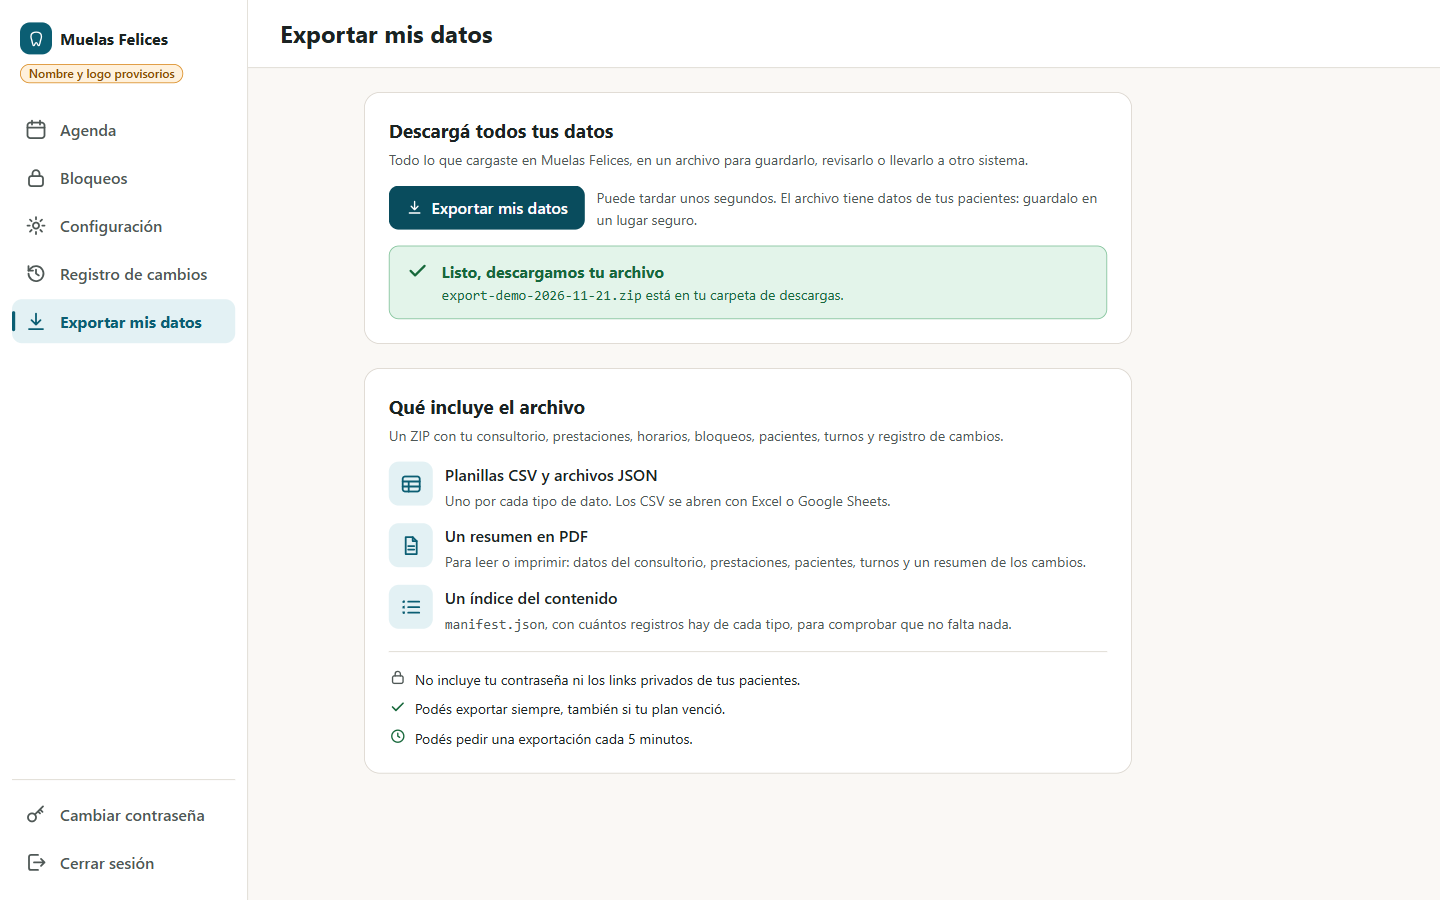 Muelas Felices
Nombre y logo provisorios
Agenda
Bloqueos
Configuración
Registro de cambios
Exportar mis datos
Cambiar contraseña
Cerrar sesión
Exportar mis datos
Descargá todos tus datos
Todo lo que cargaste en Muelas Felices, en un archivo para guardarlo, revisarlo o llevarlo a otro sistema.
Exportar mis datos
Puede tardar unos segundos. El archivo tiene datos de tus pacientes: guardalo en
un lugar seguro.
Listo, descargamos tu archivo
export-demo-2026-11-21.zip está en tu carpeta de descargas.
Qué incluye el archivo
Un ZIP con tu consultorio, prestaciones, horarios, bloqueos, pacientes, turnos y registro de cambios.
Planillas CSV y archivos JSON
Uno por cada tipo de dato. Los CSV se abren con Excel o Google Sheets.
Un resumen en PDF
Para leer o imprimir: datos del consultorio, prestaciones, pacientes, turnos y un resumen de los cambios.
Un índice del contenido
manifest.json, con cuántos registros hay de cada tipo, para comprobar que no falta nada.
No incluye tu contraseña ni los links privados de tus pacientes.
Podés exportar siempre, también si tu plan venció.
Podés pedir una exportación cada 5 minutos.